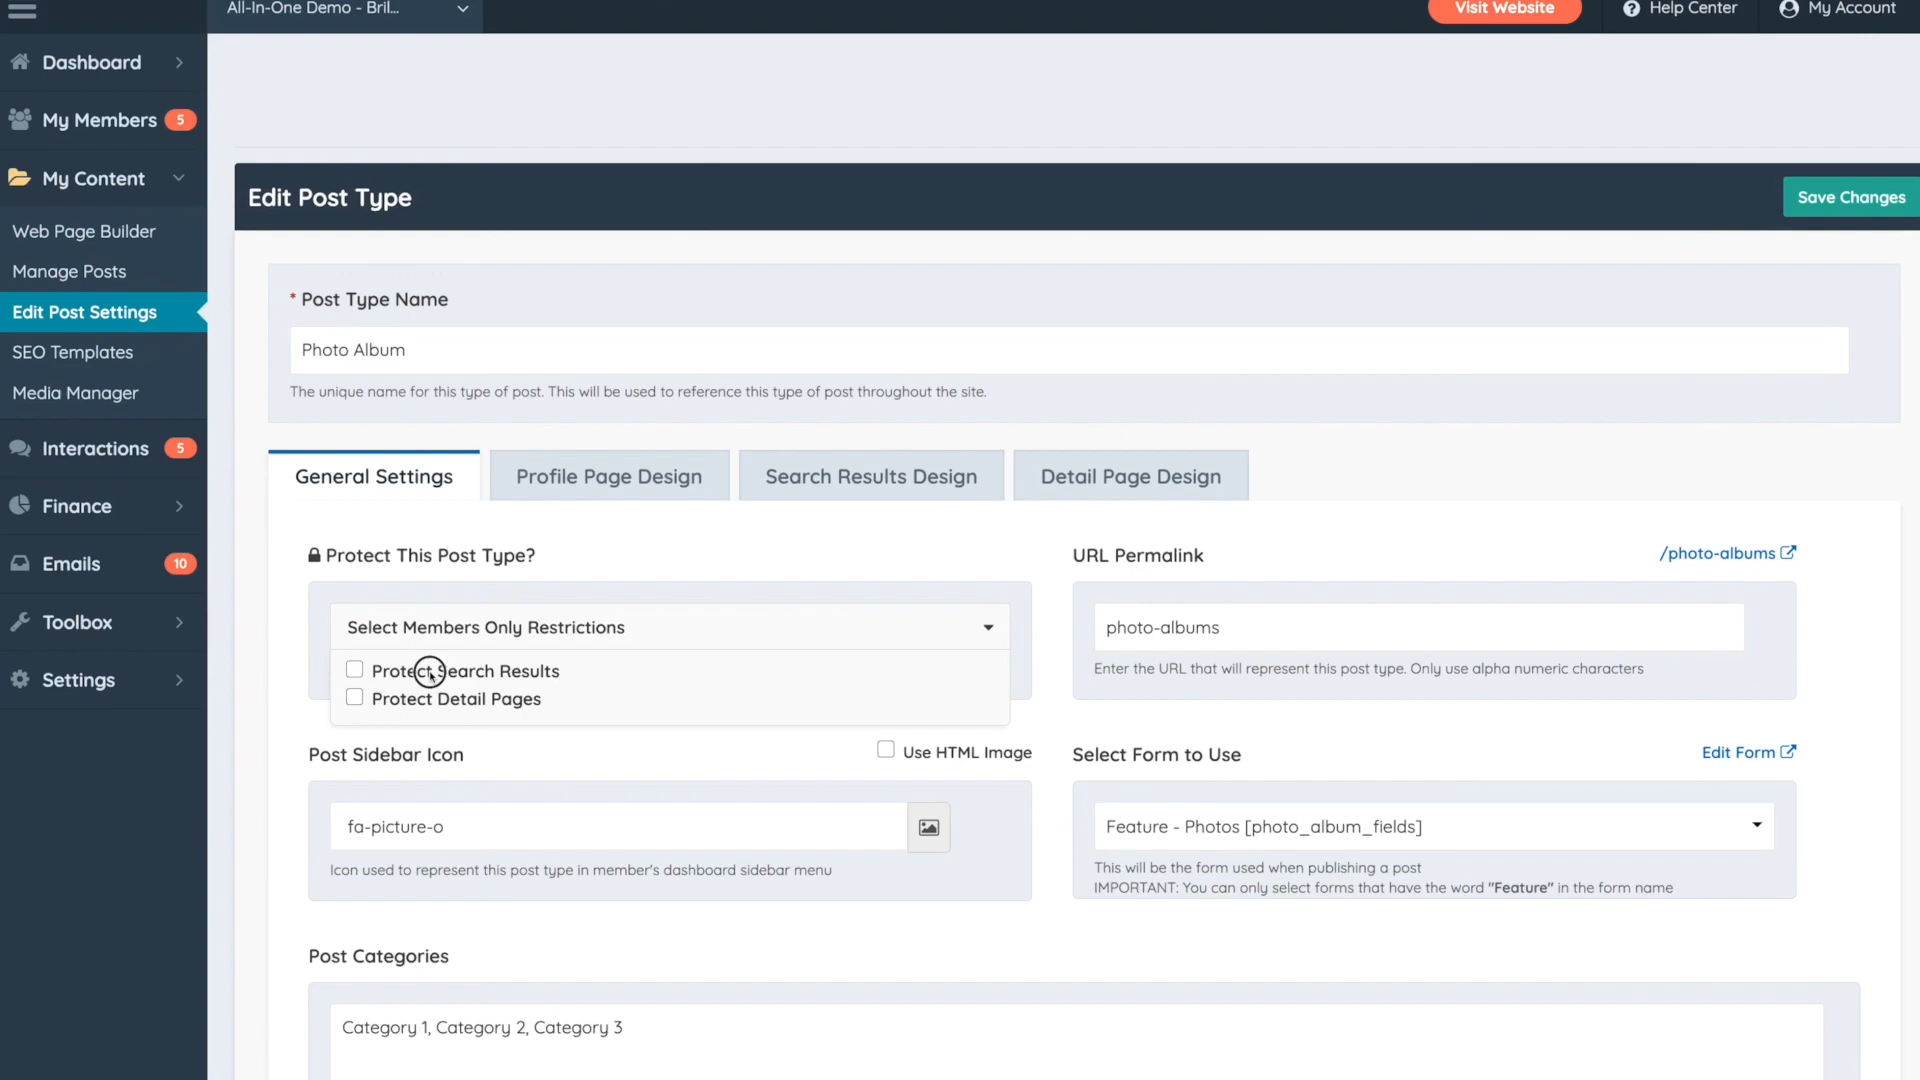 All-In-One Demo - Bril...
Visit Website
Help Center
My Account
Dashboard
My Members 5
My Content
Web Page Builder
Manage Posts
Edit Post Settings
SEO Templates
Media Manager
Interactions 5
Finance
Emails 10
Toolbox
Settings
Edit Post Type
Save Changes
* Post Type Name
Photo Album
The unique name for this type of post. This will be used to reference this type of post throughout the site.
General Settings
Profile Page Design
Search Results Design
Detail Page Design
Protect This Post Type?
Select Members Only Restrictions
Protect Search Results
Protect Detail Pages
URL Permalink
/photo-albums
photo-albums
Enter the URL that will represent this post type. Only use alpha numeric characters
Post Sidebar Icon
Use HTML Image
fa-picture-o
Icon used to represent this post type in member's dashboard sidebar menu
Select Form to Use
Edit Form
Feature - Photos [photo_album_fields]
This will be the form used when publishing a post
IMPORTANT: You can only select forms that have the word "Feature" in the form name
Post Categories
Category 1, Category 2, Category 3